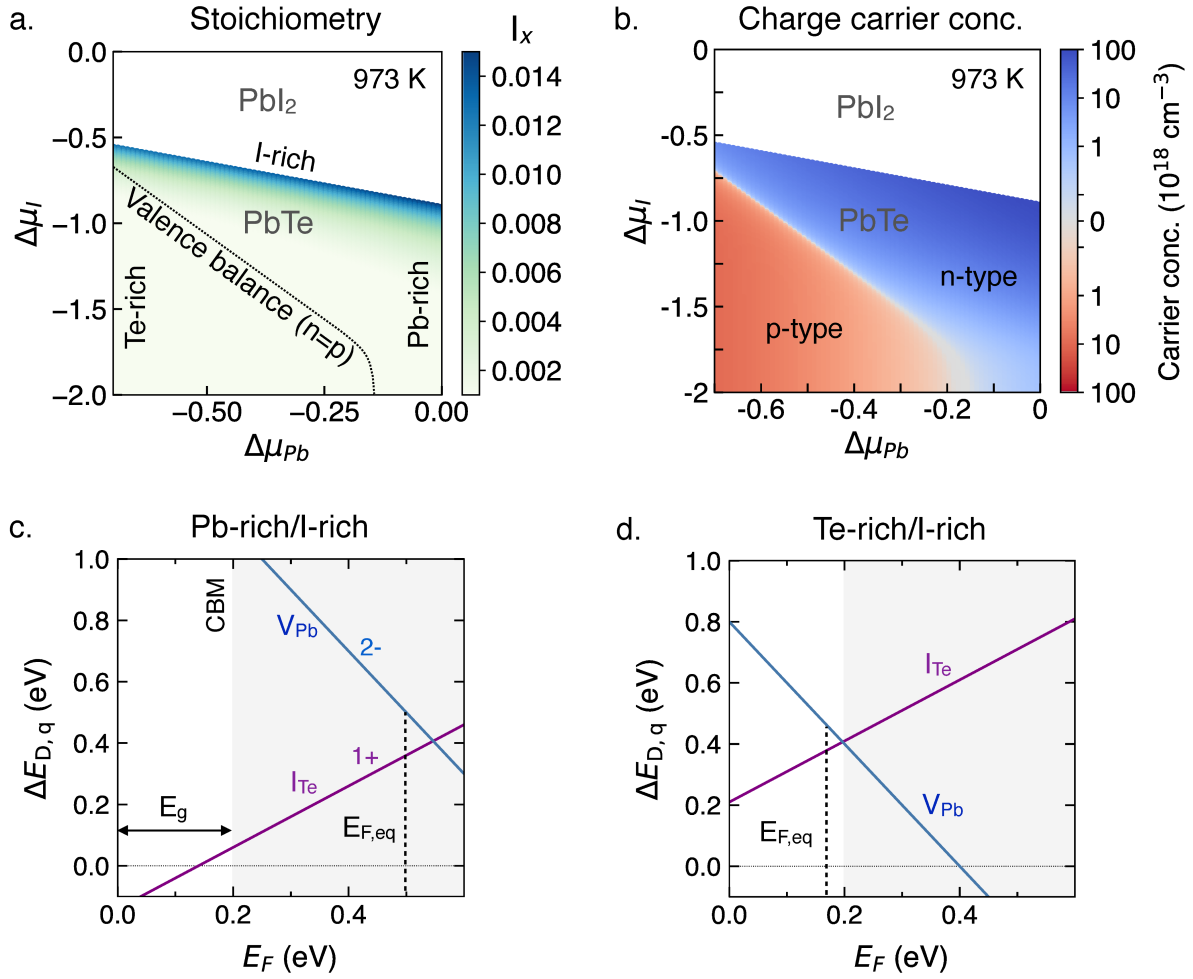 a.
Stoichiometry
Iₓ
973 K
PbI₂
I-rich
PbTe
Valence balance (n=p)
Te-rich
Pb-rich
0.0
−0.5
−1.0
−1.5
−2.0
Δμ_I
−0.50
−0.25
0.00
Δμ_Pb
0.014
0.012
0.010
0.008
0.006
0.004
0.002
b.
Charge carrier conc.
973 K
PbI₂
PbTe
n-type
p-type
0
-0.5
-1.0
-1.5
-2
Δμ_I
-0.6
-0.4
-0.2
0
Δμ_Pb
100
10
1
0
1
10
100
Carrier conc. (10¹⁸ cm⁻³)
c.
Pb-rich/I-rich
CBM
V_Pb
2-
1+
I_Te
E_g
E_F,eq
1.0
0.8
0.6
0.4
0.2
0.0
ΔE_D, q (eV)
0.0
0.2
0.4
E_F (eV)
d.
Te-rich/I-rich
I_Te
V_Pb
E_F,eq
1.0
0.8
0.6
0.4
0.2
0.0
ΔE_D, q (eV)
0.0
0.2
0.4
E_F (eV)